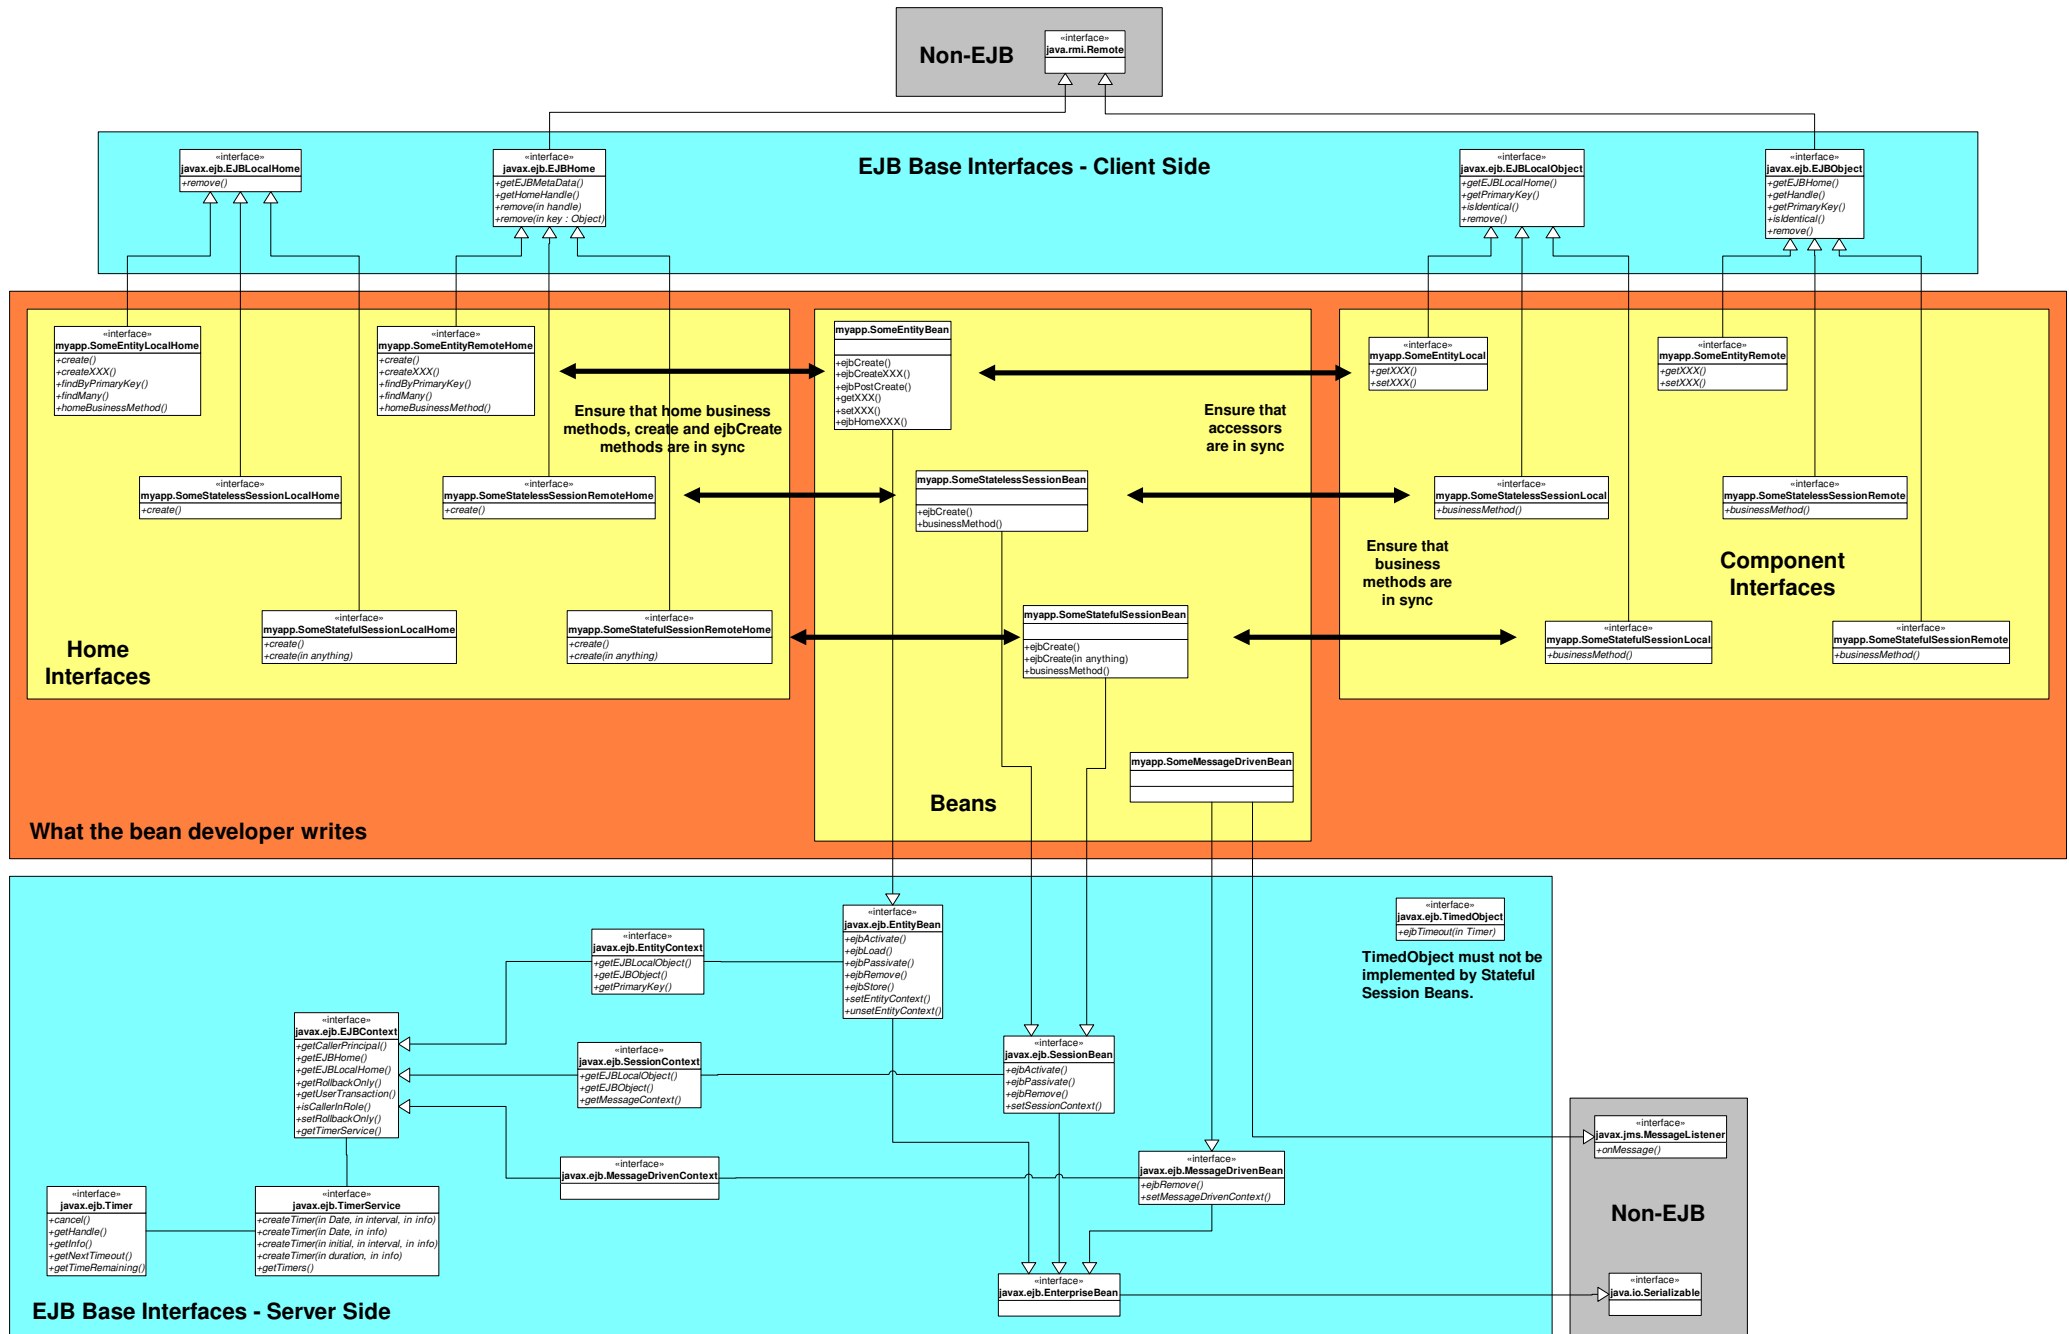 Non-EJB
«interface»
java.rmi.Remote
EJB Base Interfaces - Client Side
«interface»
javax.ejb.EJBLocalHome
+remove()
«interface»
javax.ejb.EJBHome
+getEJBMetaData()
+getHomeHandle()
+remove(in handle)
+remove(in key : Object)
«interface»
javax.ejb.EJBLocalObject
+getEJBLocalHome()
+getPrimaryKey()
+isIdentical()
+remove()
«interface»
javax.ejb.EJBObject
+getEJBHome()
+getHandle()
+getPrimaryKey()
+isIdentical()
+remove()
«interface»
myapp.SomeEntityLocalHome
+create()
+createXXX()
+findByPrimaryKey()
+findMany()
+homeBusinessMethod()
«interface»
myapp.SomeEntityRemoteHome
+create()
+createXXX()
+findByPrimaryKey()
+findMany()
+homeBusinessMethod()
Ensure that home business
methods, create and ejbCreate
methods are in sync
myapp.SomeEntityBean
+ejbCreate()
+ejbCreateXXX()
+ejbPostCreate()
+getXXX()
+setXXX()
+ejbHomeXXX()
Ensure that
accessors
are in sync
«interface»
myapp.SomeEntityLocal
+getXXX()
+setXXX()
«interface»
myapp.SomeEntityRemote
+getXXX()
+setXXX()
«interface»
myapp.SomeStatelessSessionLocalHome
+create()
«interface»
myapp.SomeStatelessSessionRemoteHome
+create()
myapp.SomeStatelessSessionBean
+ejbCreate()
+businessMethod()
«interface»
myapp.SomeStatelessSessionLocal
+businessMethod()
«interface»
myapp.SomeStatelessSessionRemote
+businessMethod()
Ensure that
business
methods are
in sync
Component
Interfaces
Home
Interfaces
«interface»
myapp.SomeStatefulSessionLocalHome
+create()
+create(in anything)
«interface»
myapp.SomeStatefulSessionRemoteHome
+create()
+create(in anything)
myapp.SomeStatefulSessionBean
+ejbCreate()
+ejbCreate(in anything)
+businessMethod()
«interface»
myapp.SomeStatefulSessionLocal
+businessMethod()
«interface»
myapp.SomeStatefulSessionRemote
+businessMethod()
myapp.SomeMessageDrivenBean
Beans
What the bean developer writes
«interface»
javax.ejb.EntityContext
+getEJBLocalObject()
+getEJBObject()
+getPrimaryKey()
«interface»
javax.ejb.EntityBean
+ejbActivate()
+ejbLoad()
+ejbPassivate()
+ejbRemove()
+ejbStore()
+setEntityContext()
+unsetEntityContext()
«interface»
javax.ejb.TimedObject
+ejbTimeout(in Timer)
TimedObject must not be
implemented by Stateful
Session Beans.
«interface»
javax.ejb.EJBContext
+getCallerPrincipal()
+getEJBHome()
+getEJBLocalHome()
+getRollbackOnly()
+getUserTransaction()
+isCallerInRole()
+setRollbackOnly()
+getTimerService()
«interface»
javax.ejb.SessionContext
+getEJBLocalObject()
+getEJBObject()
+getMessageContext()
«interface»
javax.ejb.SessionBean
+ejbActivate()
+ejbPassivate()
+ejbRemove()
+setSessionContext()
«interface»
javax.ejb.MessageDrivenContext
«interface»
javax.ejb.MessageDrivenBean
+ejbRemove()
+setMessageDrivenContext()
«interface»
javax.jms.MessageListener
+onMessage()
«interface»
javax.ejb.Timer
+cancel()
+getHandle()
+getInfo()
+getNextTimeout()
+getTimeRemaining()
«interface»
javax.ejb.TimerService
+createTimer(in Date, in interval, in info)
+createTimer(in Date, in info)
+createTimer(in initial, in interval, in info)
+createTimer(in duration, in info)
+getTimers()
Non-EJB
«interface»
javax.ejb.EnterpriseBean
«interface»
java.io.Serializable
EJB Base Interfaces - Server Side